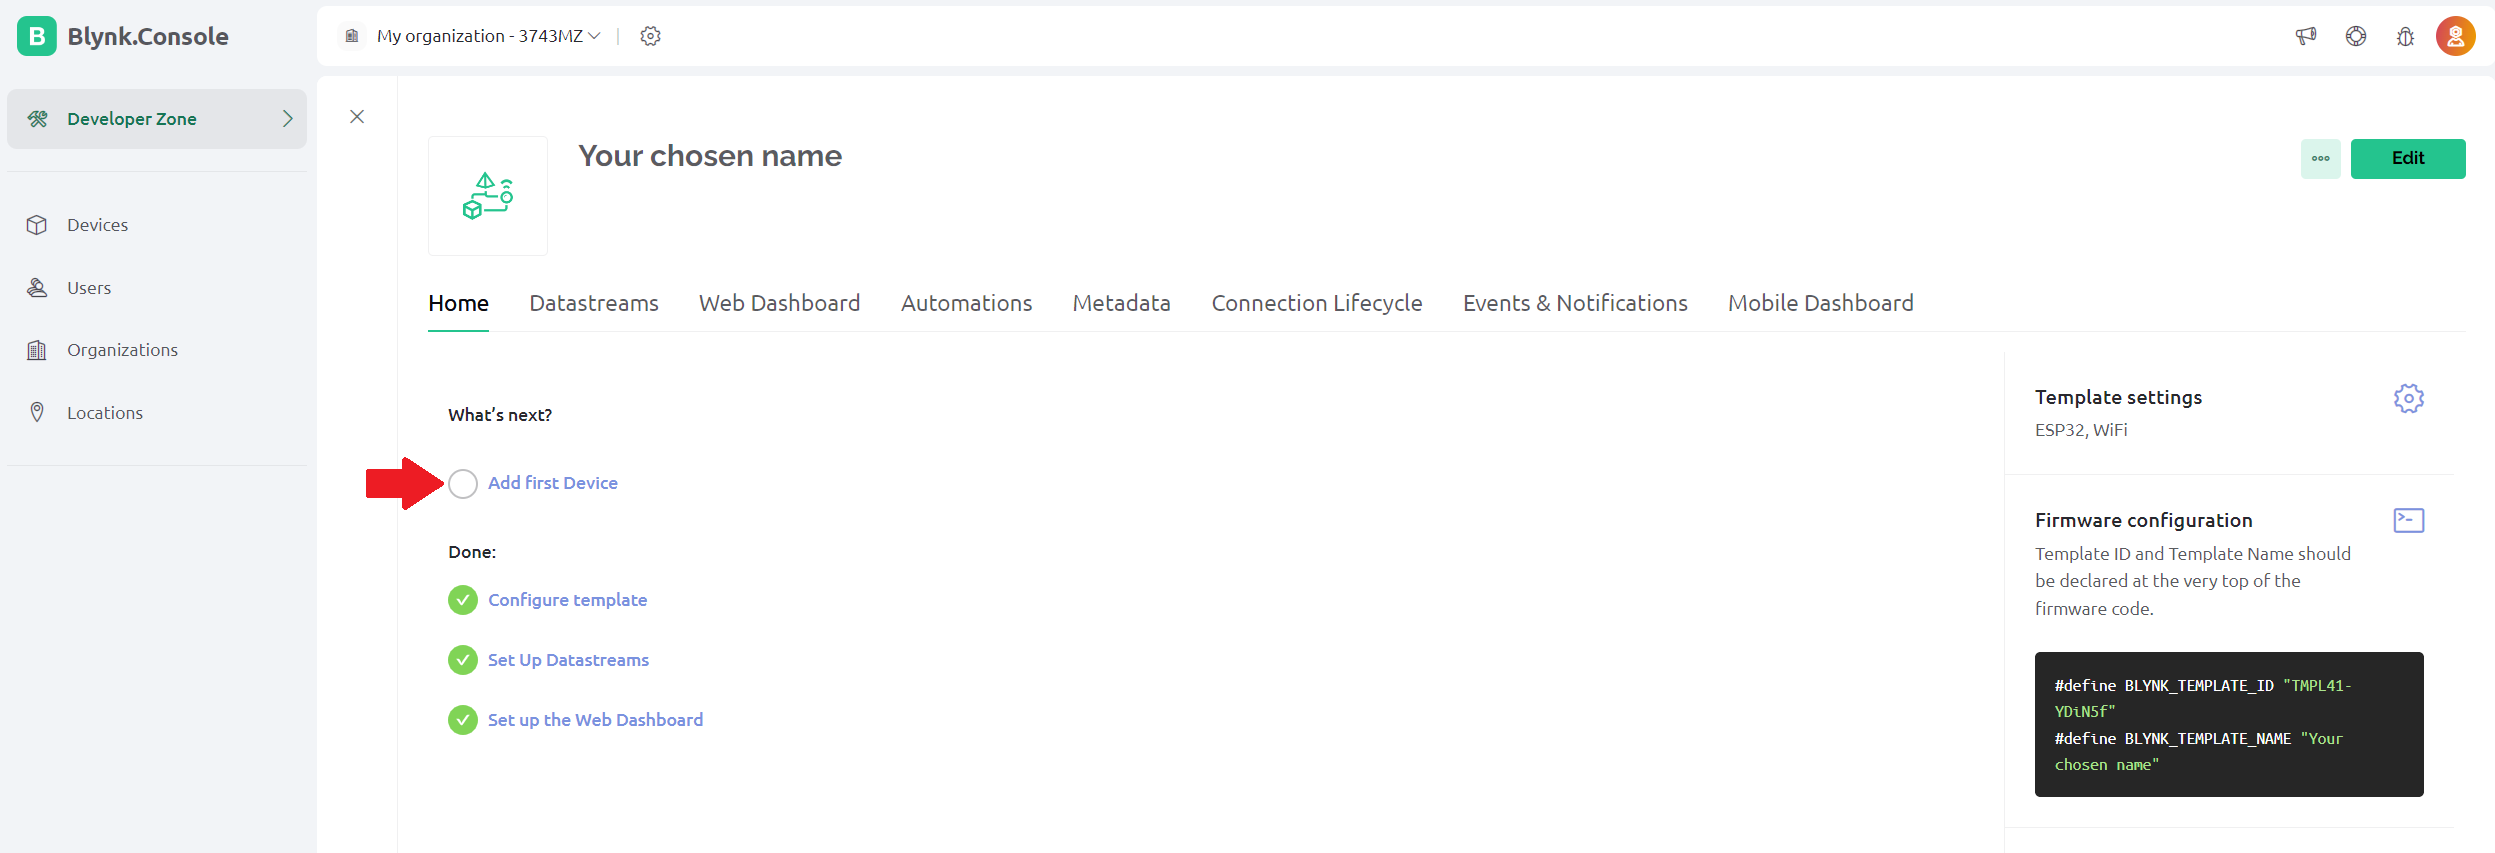 B Blynk.Console
My organization - 3743MZ
Developer Zone
Devices
Users
Organizations
Locations
Your chosen name
Edit
Home Datastreams Web Dashboard Automations Metadata Connection Lifecycle Events & Notifications Mobile Dashboard
What's next?
Add first Device
Done:
Configure template
Set Up Datastreams
Set up the Web Dashboard
Template settings
ESP32, WiFi
Firmware configuration
Template ID and Template Name should
be declared at the very top of the
firmware code.
#define BLYNK_TEMPLATE_ID "TMPL41-
YDiN5f"
#define BLYNK_TEMPLATE_NAME "Your
chosen name"